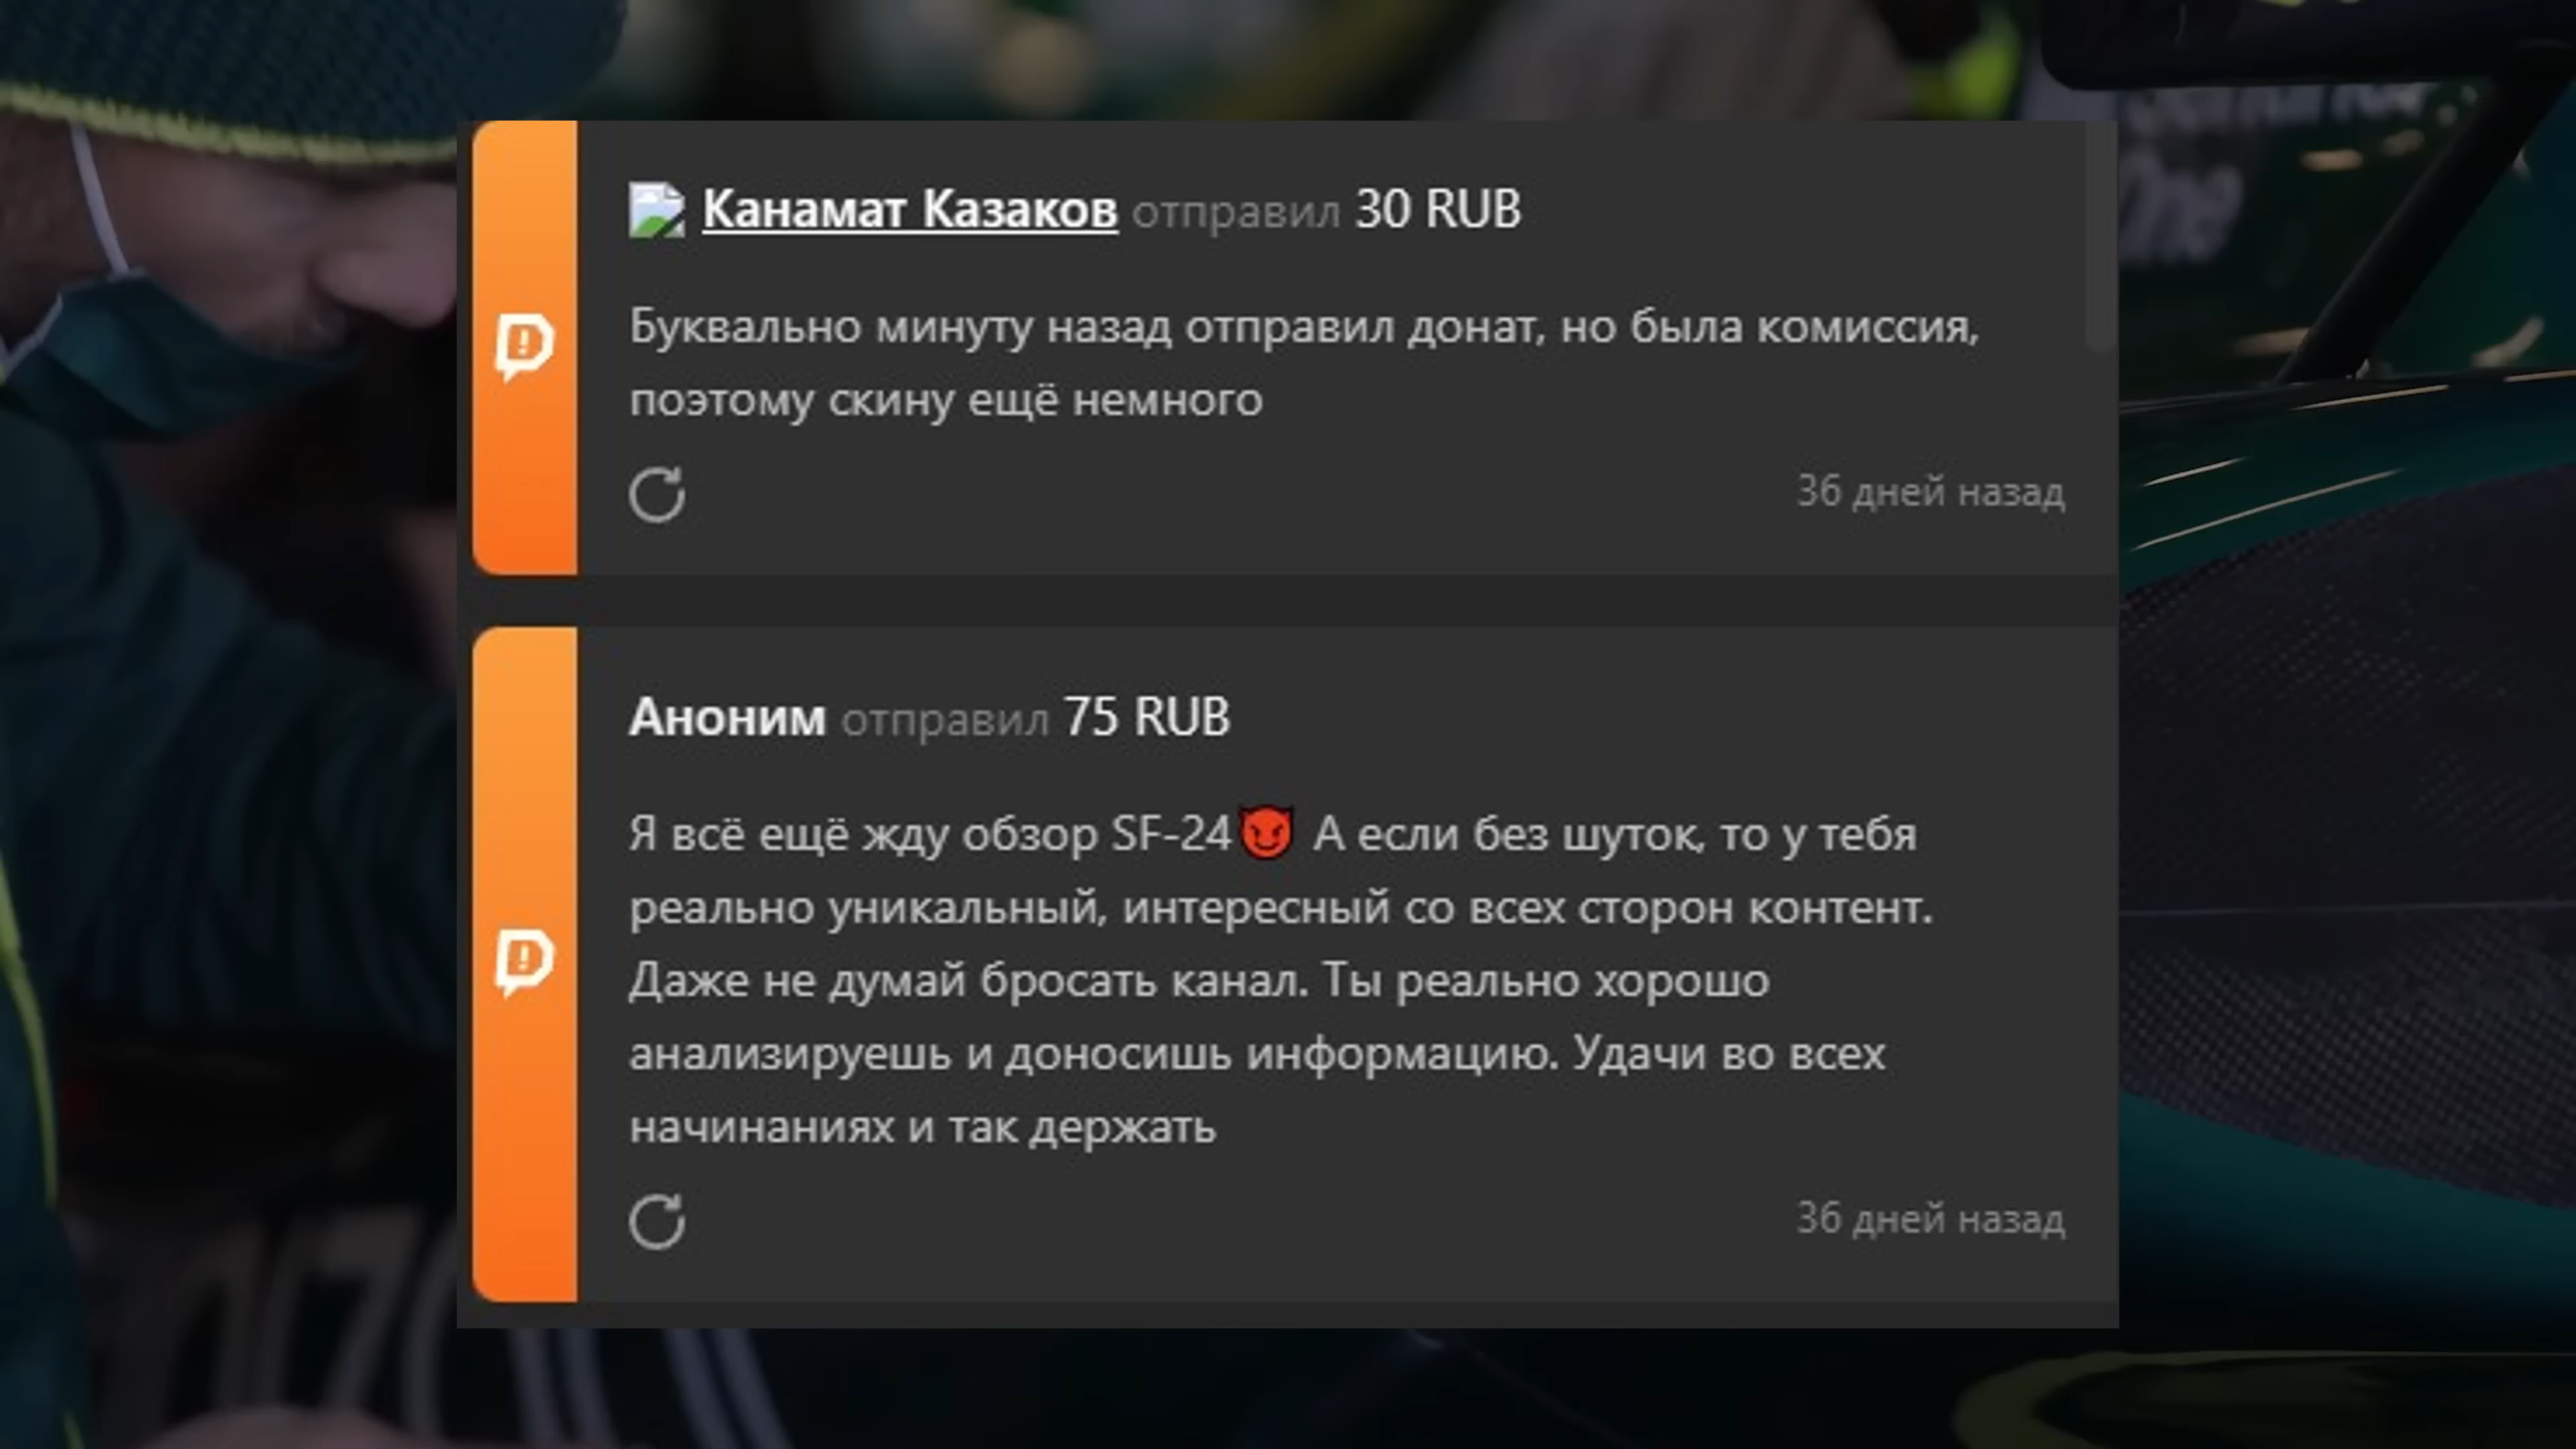 Канамат Казаков отправил 30 RUB
Буквально минуту назад отправил донат, но была комиссия,
поэтому скину ещё немного
36 дней назад
Аноним отправил 75 RUB
Я всё ещё жду обзор SF-24😈 А если без шуток, то у тебя
реально уникальный, интересный со всех сторон контент.
Даже не думай бросать канал. Ты реально хорошо
анализируешь и доносишь информацию. Удачи во всех
начинаниях и так держать
36 дней назад